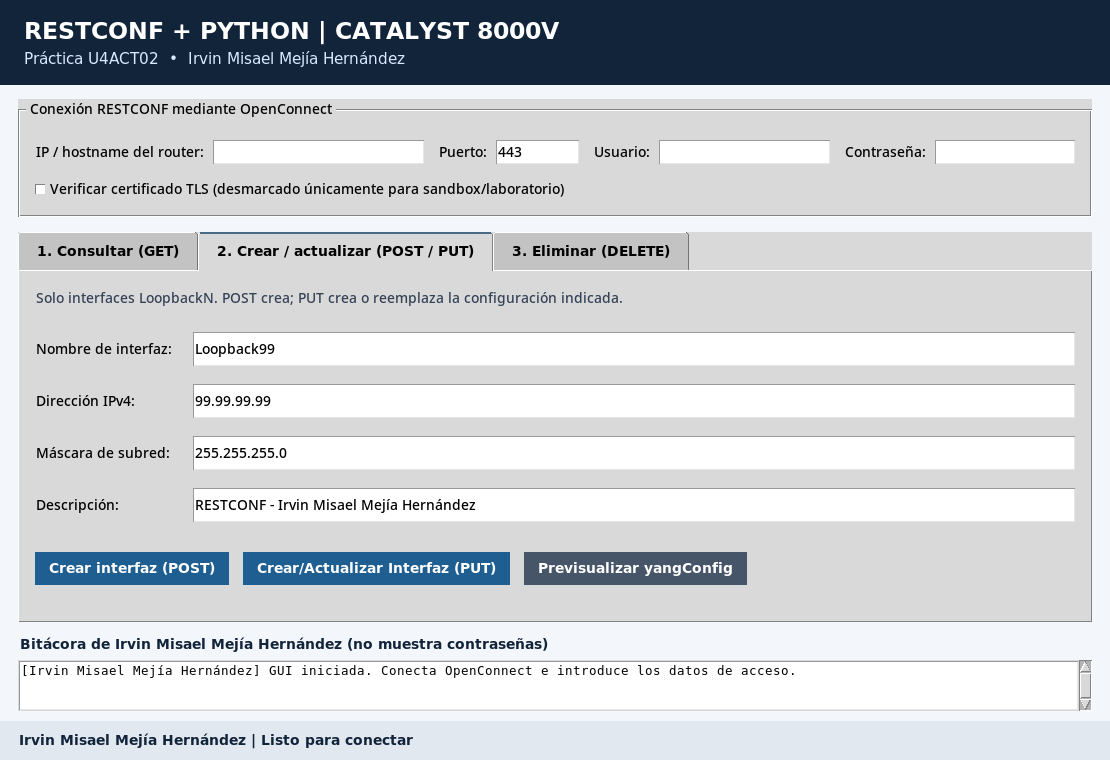 RESTCONF + PYTHON | CATALYST 8000V
Práctica U4ACT02 • Irvin Misael Mejía Hernández
Conexión RESTCONF mediante OpenConnect
IP / hostname del router: Puerto: 443 Usuario: Contraseña:
Verificar certificado TLS (desmarcado únicamente para sandbox/laboratorio)
1. Consultar (GET) 2. Crear / actualizar (POST / PUT) 3. Eliminar (DELETE)
Solo interfaces LoopbackN. POST crea; PUT crea o reemplaza la configuración indicada.
Nombre de interfaz: Loopback99
Dirección IPv4: 99.99.99.99
Máscara de subred: 255.255.255.0
Descripción: RESTCONF - Irvin Misael Mejía Hernández
Crear interfaz (POST) Crear/Actualizar Interfaz (PUT) Previsualizar yangConfig
Bitácora de Irvin Misael Mejía Hernández (no muestra contraseñas)
[Irvin Misael Mejía Hernández] GUI iniciada. Conecta OpenConnect e introduce los datos de acceso.
Irvin Misael Mejía Hernández | Listo para conectar